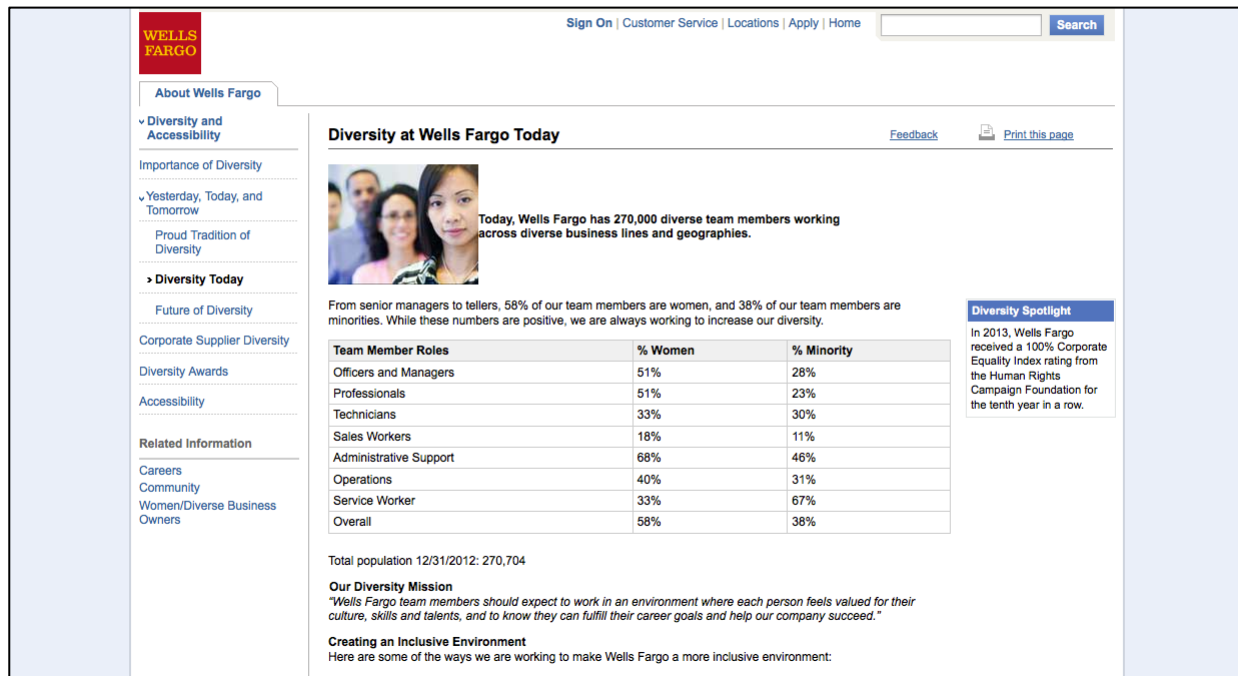 WELLS
FARGO
Sign On | Customer Service | Locations | Apply | Home
Search
About Wells Fargo
Diversity and
Accessibility
Importance of Diversity
Yesterday, Today, and
Tomorrow
Proud Tradition of
Diversity
Diversity Today
Future of Diversity
Corporate Supplier Diversity
Diversity Awards
Accessibility
Related Information
Careers
Community
Women/Diverse Business
Owners
Diversity at Wells Fargo Today
Feedback
Print this page
Today, Wells Fargo has 270,000 diverse team members working
across diverse business lines and geographies.
From senior managers to tellers, 58% of our team members are women, and 38% of our team members are
minorities. While these numbers are positive, we are always working to increase our diversity.
Team Member Roles % Women % Minority
Officers and Managers 51% 28%
Professionals 51% 23%
Technicians 33% 30%
Sales Workers 18% 11%
Administrative Support 68% 46%
Operations 40% 31%
Service Worker 33% 67%
Overall 58% 38%
Total population 12/31/2012: 270,704
Our Diversity Mission
"Wells Fargo team members should expect to work in an environment where each person feels valued for their
culture, skills and talents, and to know they can fulfill their career goals and help our company succeed."
Creating an Inclusive Environment
Here are some of the ways we are working to make Wells Fargo a more inclusive environment:
Diversity Spotlight
In 2013, Wells Fargo
received a 100% Corporate
Equality Index rating from
the Human Rights
Campaign Foundation for
the tenth year in a row.